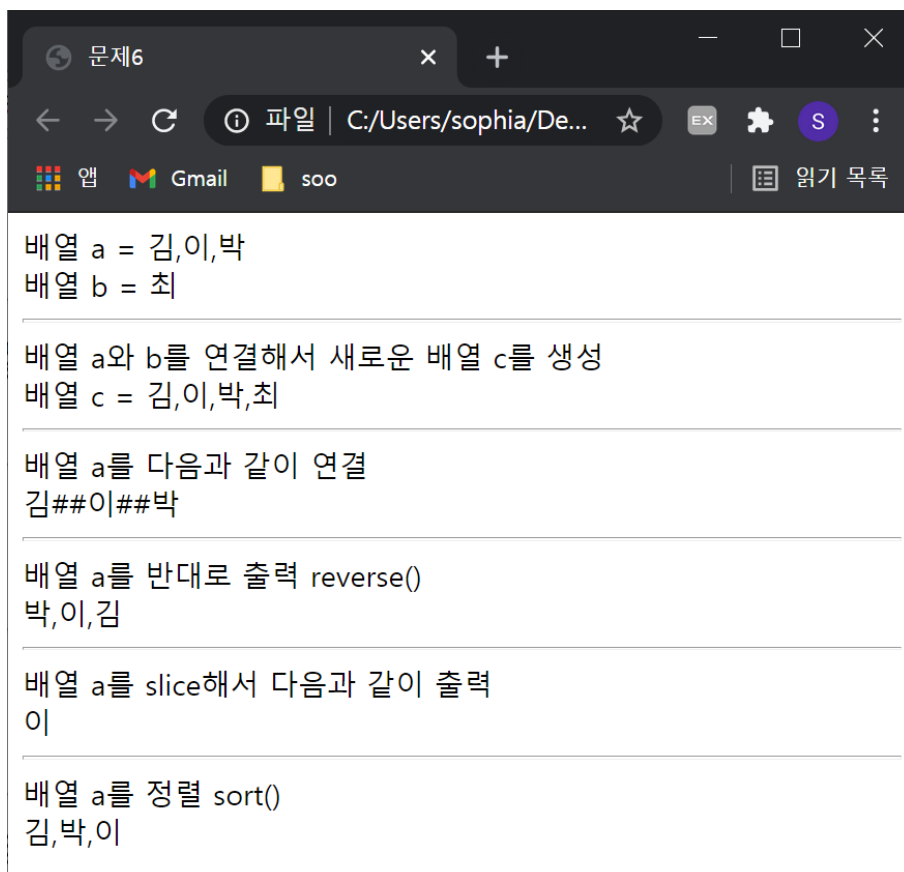 문제6
파일 | C:/Users/sophia/De... EX S
앱 Gmail soo 읽기 목록
배열 a = 김,이,박
배열 b = 최
배열 a와 b를 연결해서 새로운 배열 c를 생성
배열 c = 김,이,박,최
배열 a를 다음과 같이 연결
김##이##박
배열 a를 반대로 출력 reverse()
박,이,김
배열 a를 slice해서 다음과 같이 출력
이
배열 a를 정렬 sort()
김,박,이